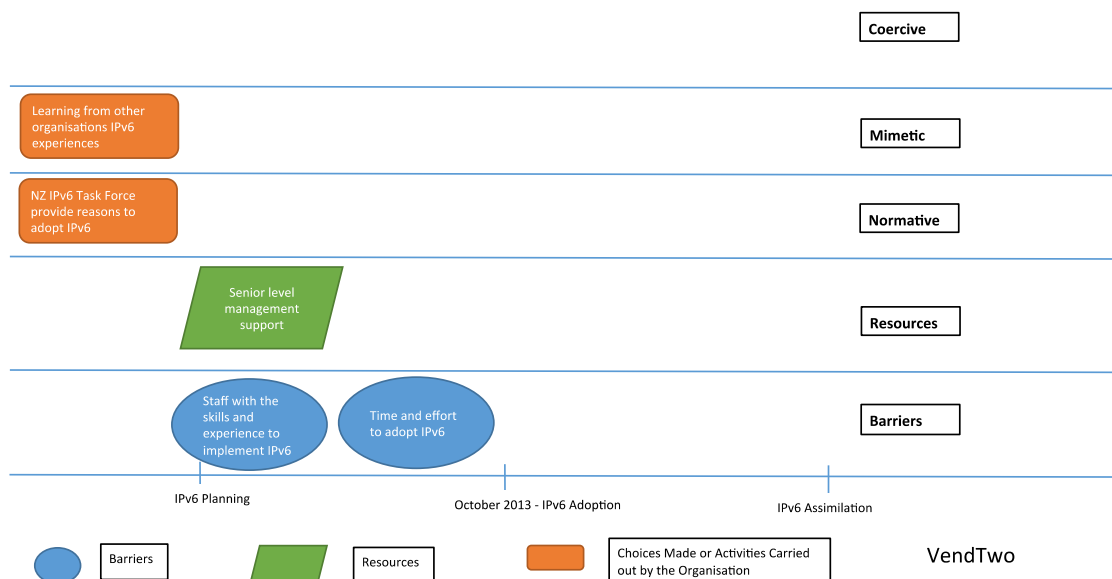 Coercive
Learning from other
organisations IPv6
experiences
Mimetic
NZ IPv6 Task Force
provide reasons to
adopt IPv6
Normative
Senior level
management
support
Resources
Staff with the
skills and
experience to
implement IPv6
Time and effort
to adopt IPv6
Barriers
IPv6 Planning
October 2013 - IPv6 Adoption
IPv6 Assimilation
Barriers
Resources
Choices Made or Activities Carried
out by the Organisation
VendTwo